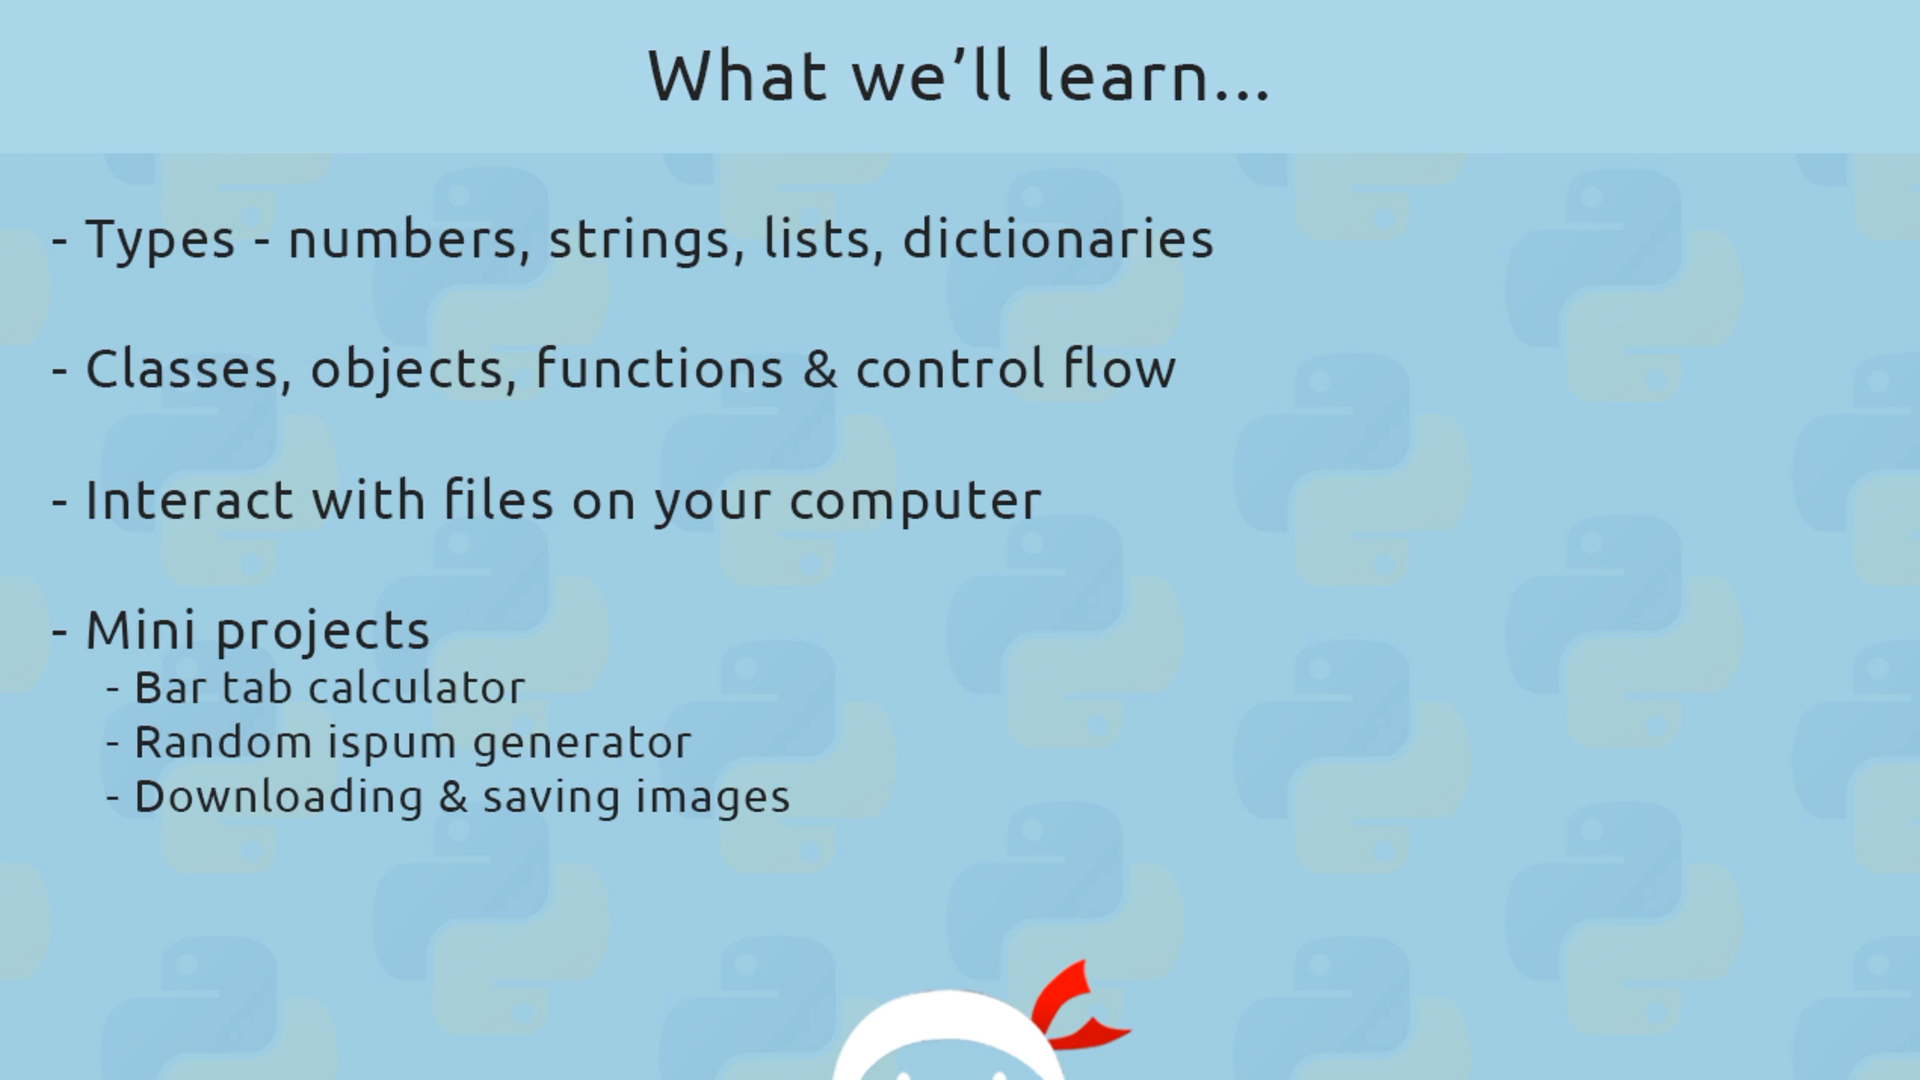 What we’ll learn...
- Types - numbers, strings, lists, dictionaries
- Classes, objects, functions & control flow
- Interact with files on your computer
- Mini projects
- Bar tab calculator
- Random ispum generator
- Downloading & saving images